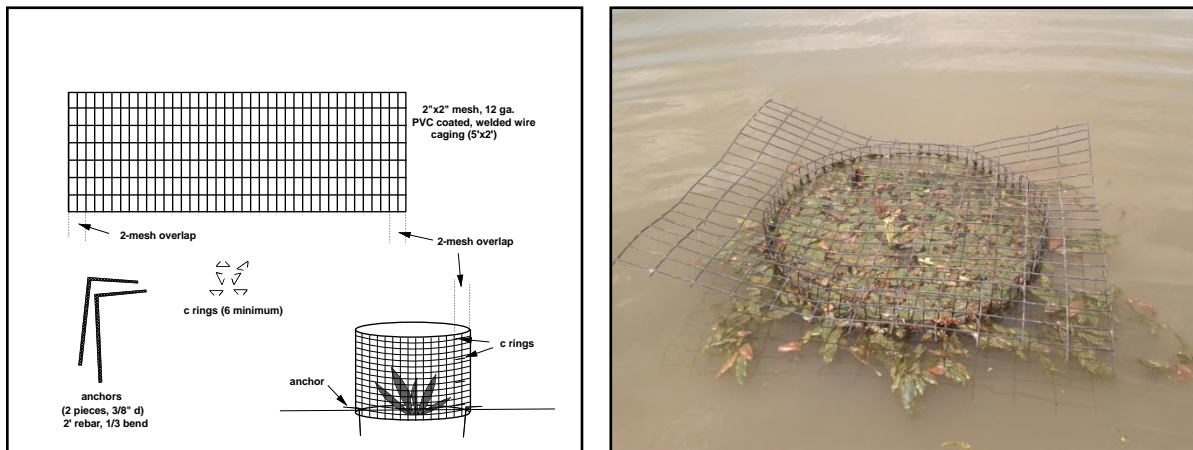 2"x2" mesh, 12 ga.
PVC coated, welded wire
caging (5'x2')
2-mesh overlap
2-mesh overlap
c rings (6 minimum)
c rings
anchor
anchors
(2 pieces, 3/8" d)
2' rebar, 1/3 bend